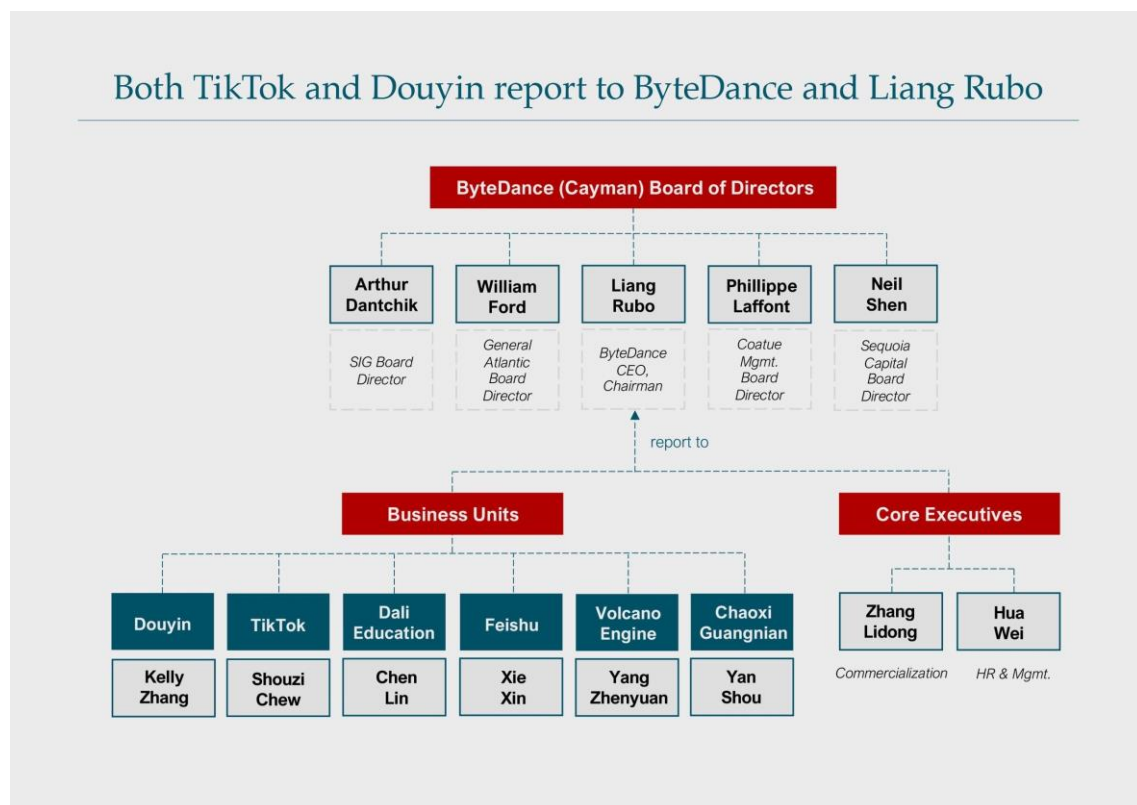 Both TikTok and Douyin report to ByteDance and Liang Rubo
ByteDance (Cayman) Board of Directors
Arthur
Dantchik
SIG Board
Director
William
Ford
General
Atlantic
Board
Director
Liang
Rubo
ByteDance
CEO,
Chairman
Phillippe
Laffont
Coatue
Mgmt.
Board
Director
Neil
Shen
Sequoia
Capital
Board
Director
report to
Business Units
Douyin
Kelly
Zhang
TikTok
Shouzi
Chew
Dali
Education
Chen
Lin
Feishu
Xie
Xin
Volcano
Engine
Yang
Zhenyuan
Chaoxi
Guangnian
Yan
Shou
Core Executives
Zhang
Lidong
Commercialization
Hua
Wei
HR & Mgmt.